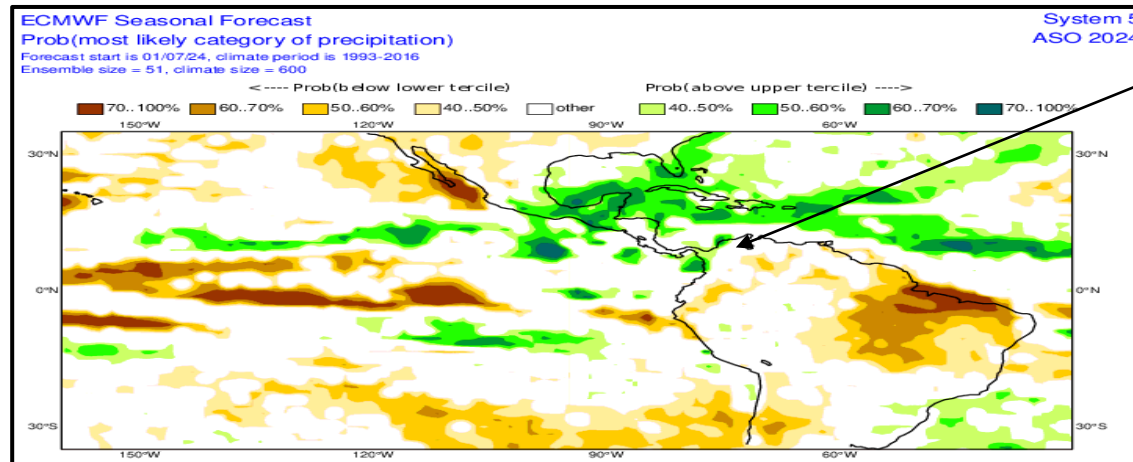 ECMWF Seasonal Forecast
System 5
Prob(most likely category of precipitation)
ASO 2024
Forecast start is 01/07/24, climate period is 1993-2016
Ensemble size = 51, climate size = 600
<---- Prob(below lower tercile)
Prob(above upper tercile) ---->
70..100% 60..70% 50..60% 40..50% other 40..50% 50..60% 60..70% 70..100%
150°W 120°W 90°W 60°W
30°N 30°N
0°N 0°N
30°S 30°S
150°W 120°W 90°W 60°W